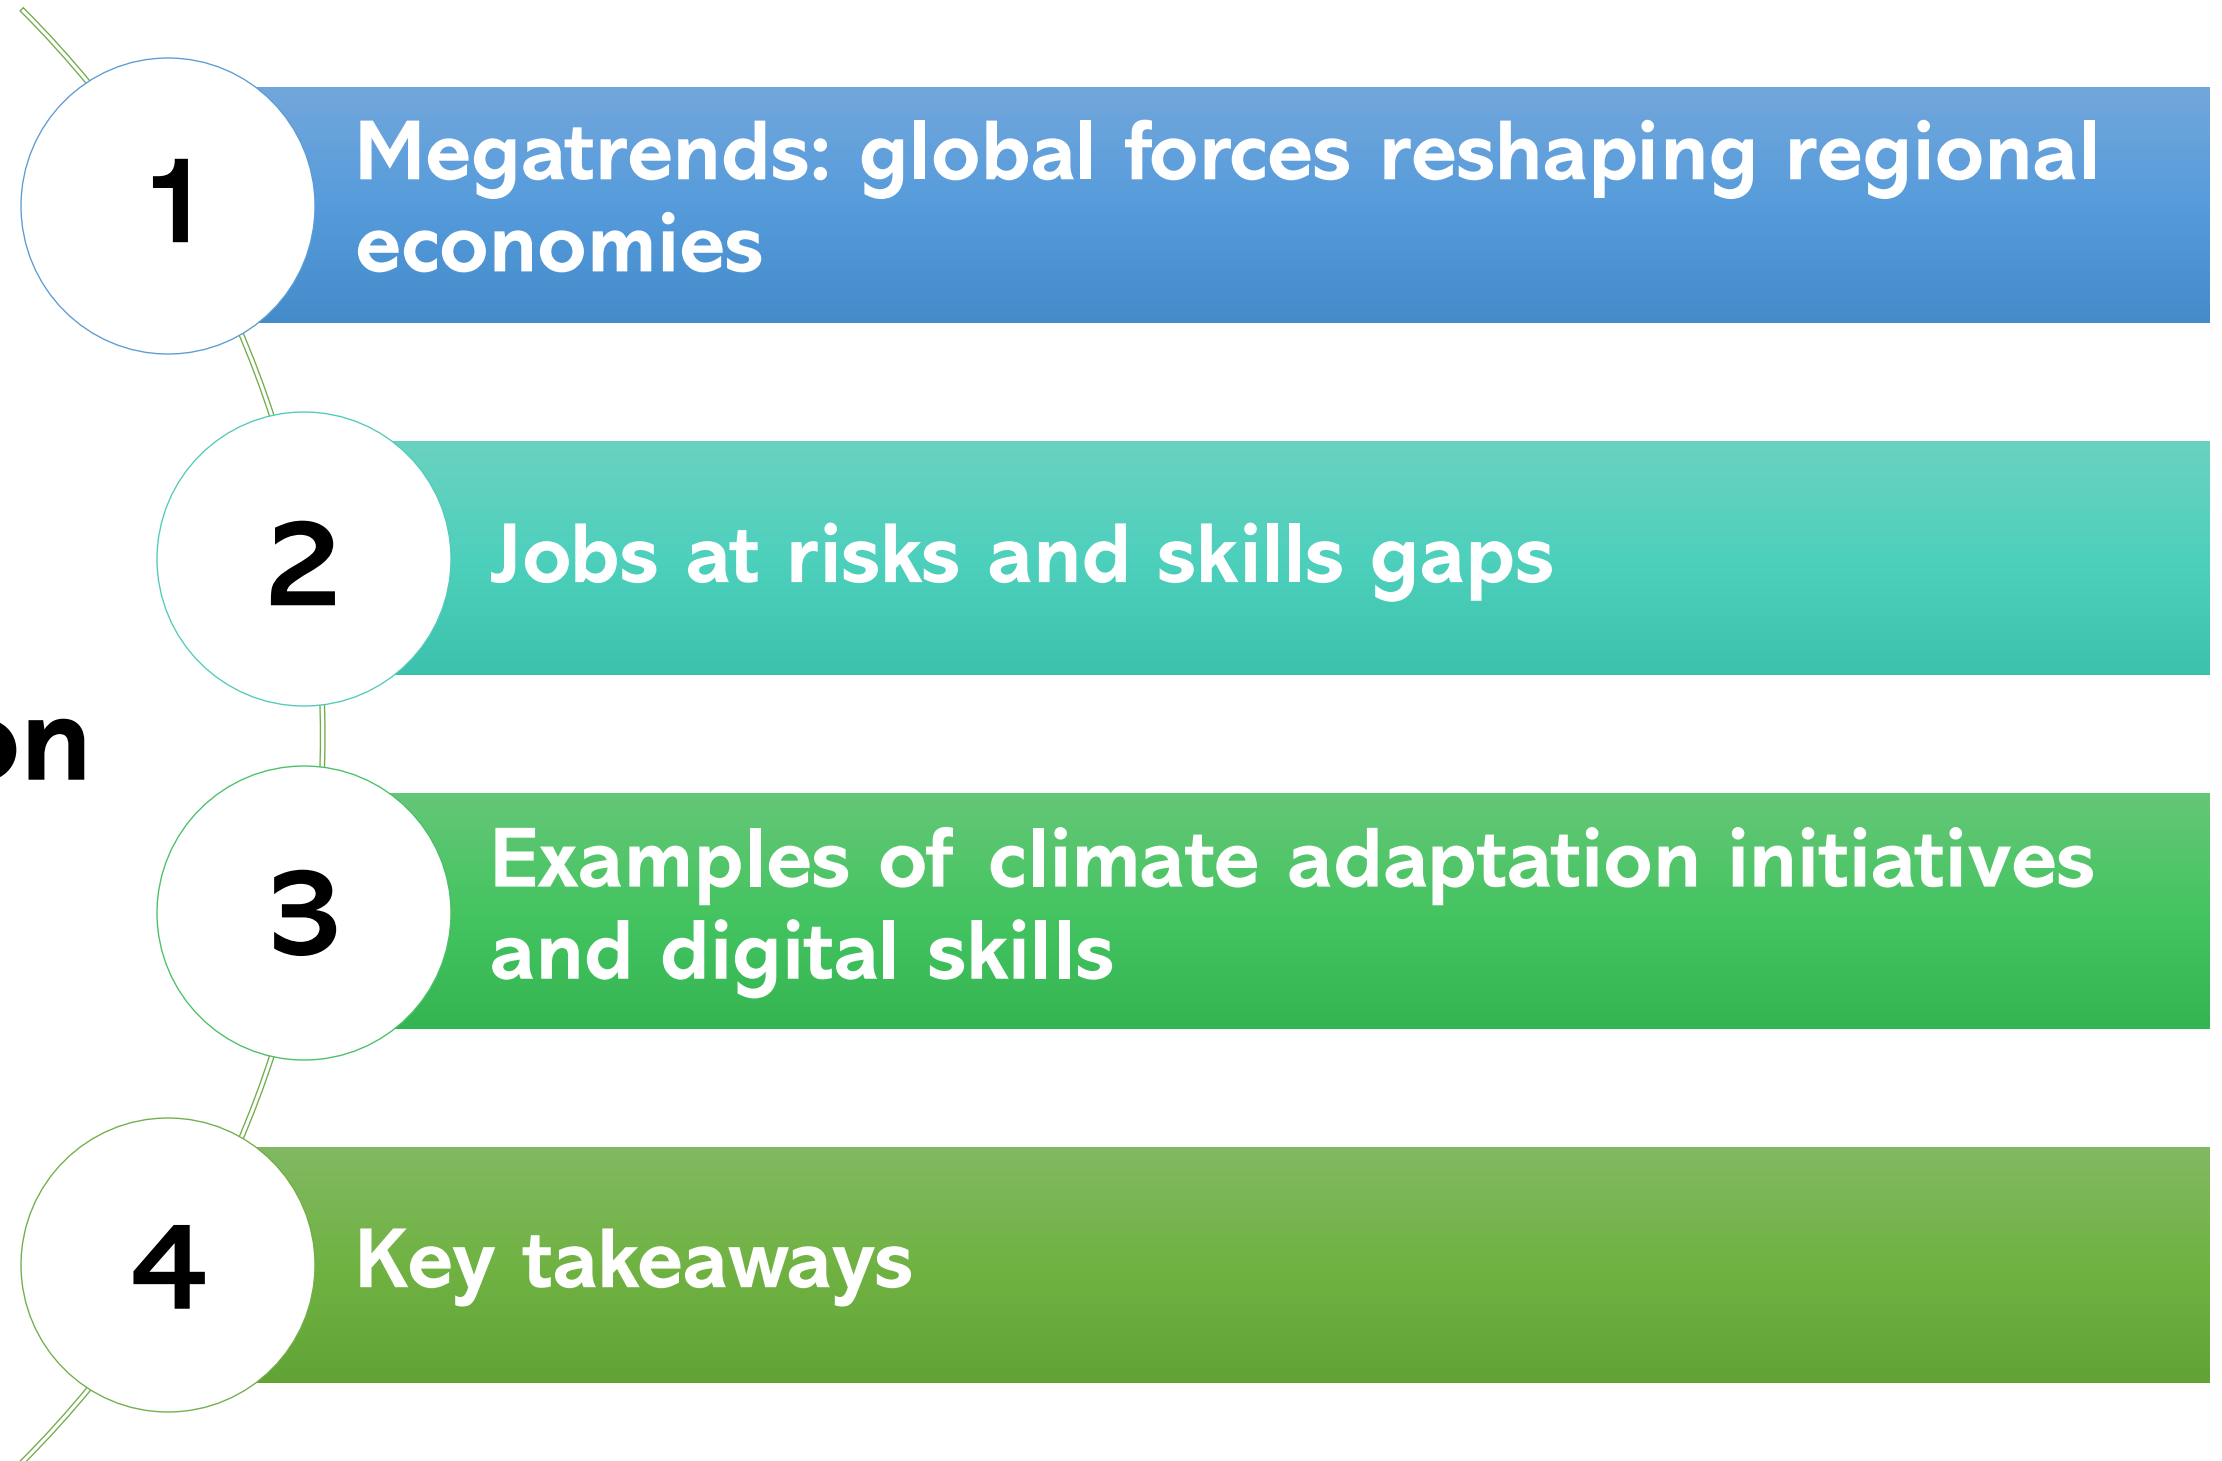 1
Megatrends: global forces reshaping regional
economies
2
Jobs at risks and skills gaps
on
3
Examples of climate adaptation initiatives
and digital skills
4
Key takeaways